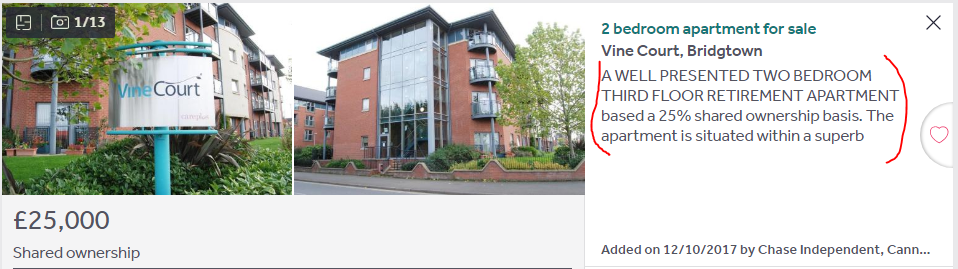 1/13
Vine Court
£25,000
Shared ownership
2 bedroom apartment for sale
Vine Court, Bridgtown
A WELL PRESENTED TWO BEDROOM
THIRD FLOOR RETIREMENT APARTMENT
based a 25% shared ownership basis. The
apartment is situated within a superb
Added on 12/10/2017 by Chase Independent, Cann...